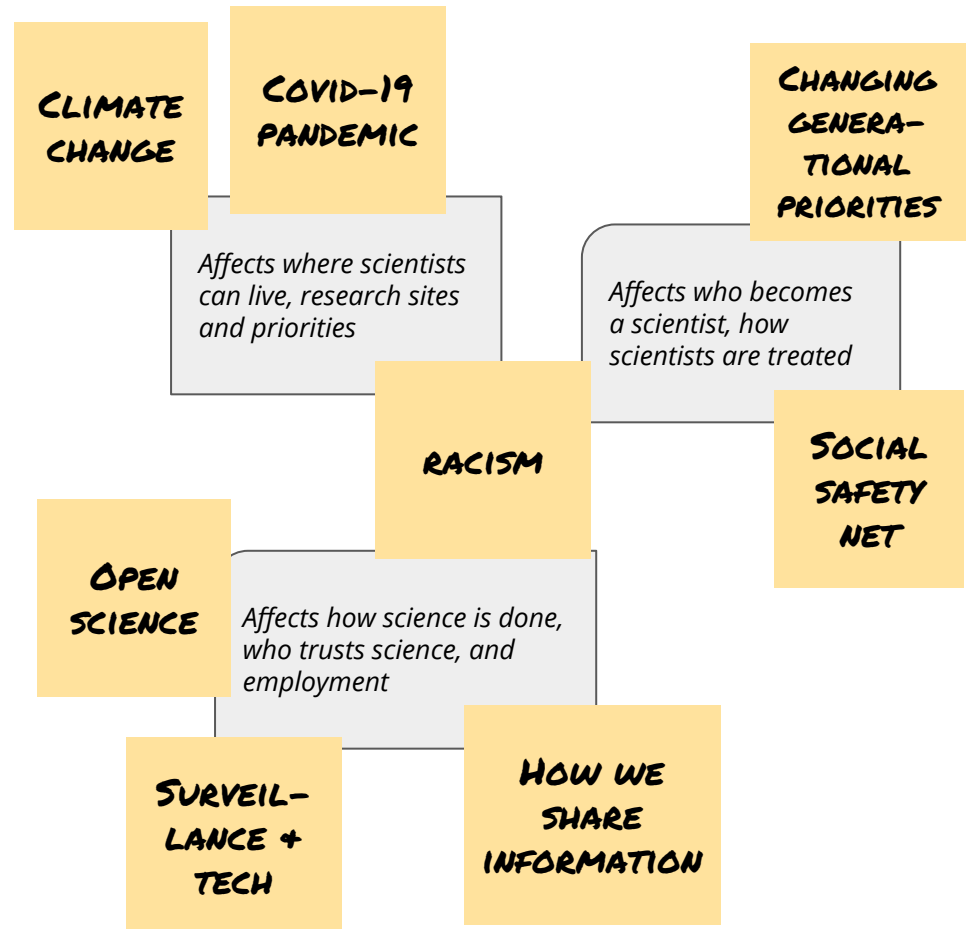 CLIMATE
CHANGE
COVID-19
PANDEMIC
Affects where scientists
can live, research sites
and priorities
CHANGING
GENERA-
TIONAL
PRIORITIES
Affects who becomes
a scientist, how
scientists are treated
SOCIAL
SAFETY
NET
RACISM
OPEN
SCIENCE
Affects how science is done,
who trusts science, and
employment
SURVEIL-
LANCE &
TECH
HOW WE
SHARE
INFORMATION